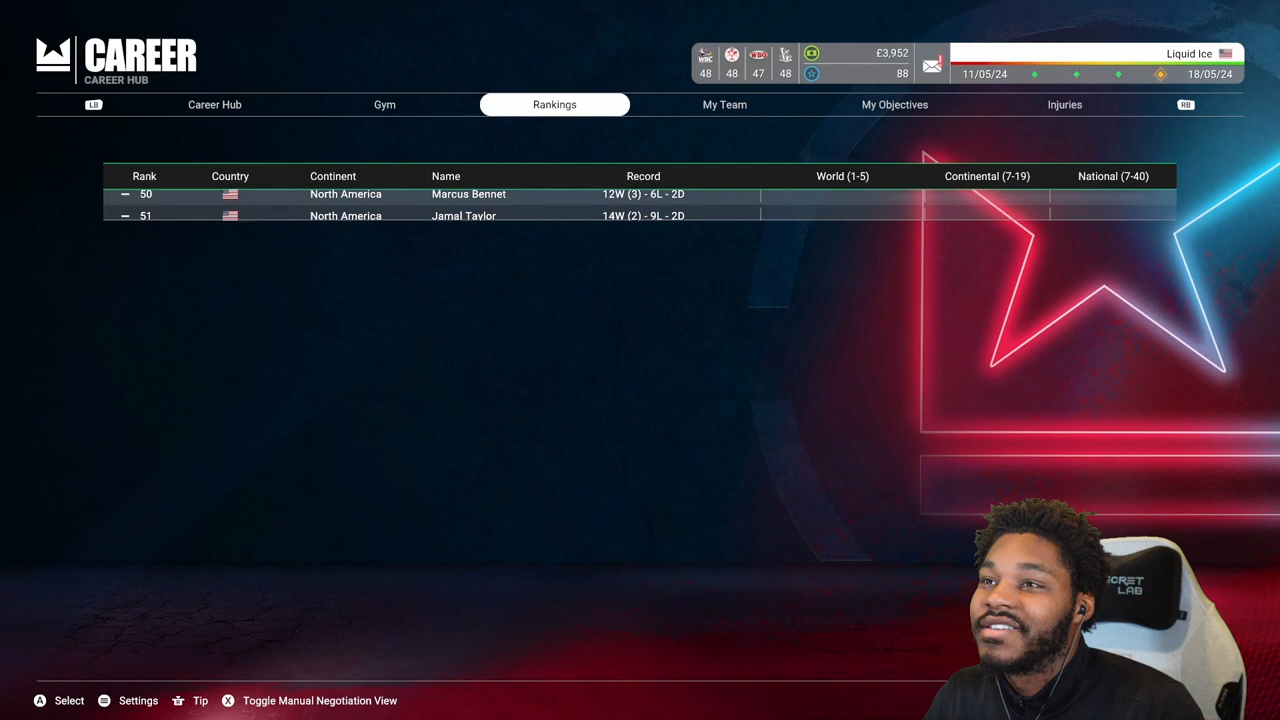 CAREER
CAREER HUB
WBC
WBO
48 48 47 48
£3,952
88
Liquid Ice
11/05/24 18/05/24
LB Career Hub Gym Rankings My Team My Objectives Injuries RB
Rank Country Continent Name Record World (1-5) Continental (7-19) National (7-40)
50 North America Marcus Bennet 12W (3) - 6L - 2D
51 North America Jamal Taylor 14W (2) - 9L - 2D
LAB
A Select Settings Tip X Toggle Manual Negotiation View